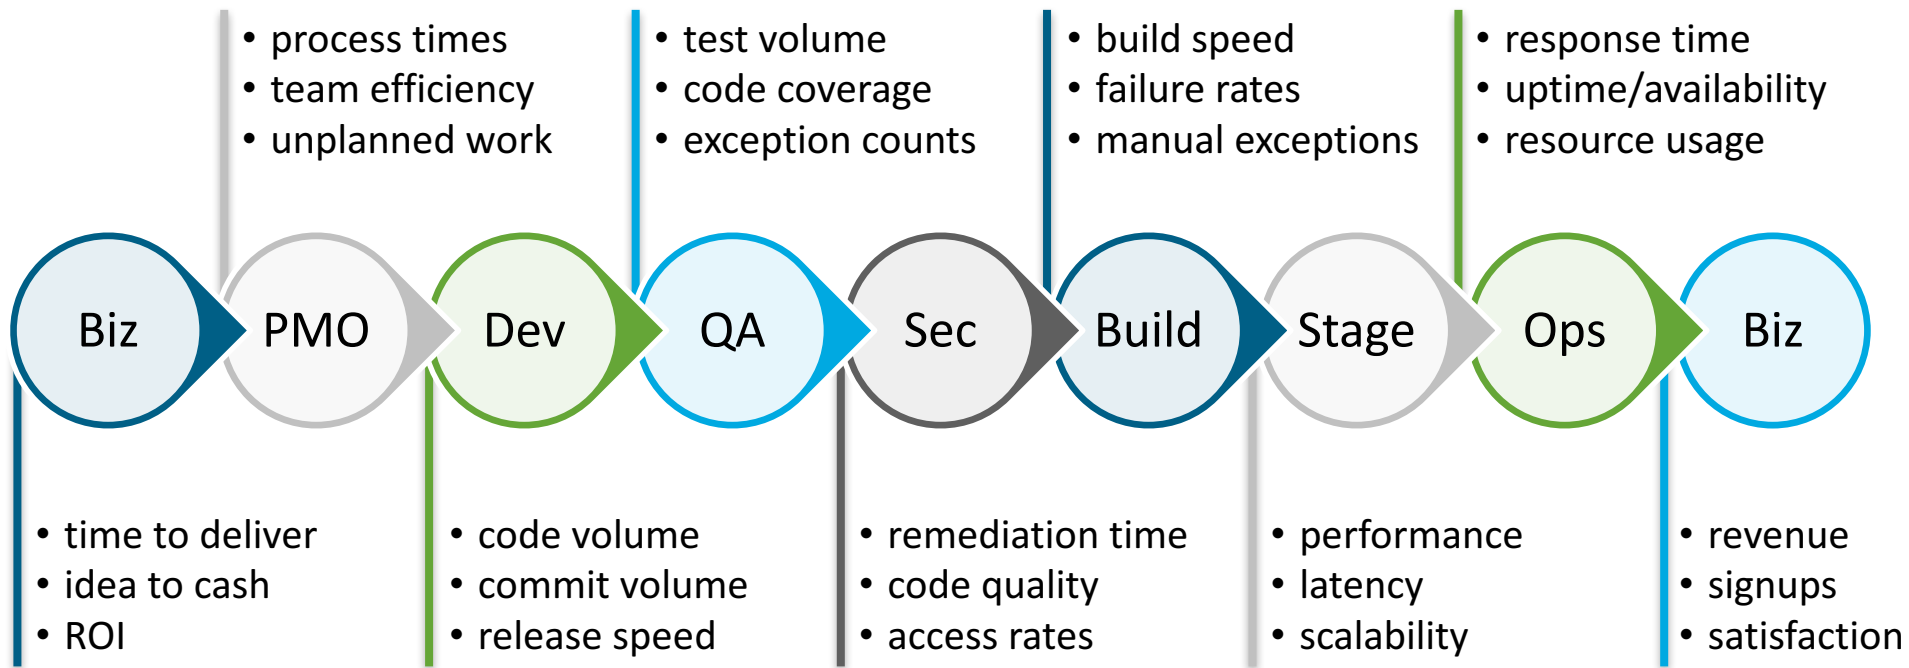 • process times
• team efficiency
• unplanned work
• test volume
• code coverage
• exception counts
• build speed
• failure rates
• manual exceptions
• response time
• uptime/availability
• resource usage
Biz
PMO
Dev
QA
Sec
Build
Stage
Ops
Biz
• time to deliver
• idea to cash
• ROI
• code volume
• commit volume
• release speed
• remediation time
• code quality
• access rates
• performance
• latency
• scalability
• revenue
• signups
• satisfaction